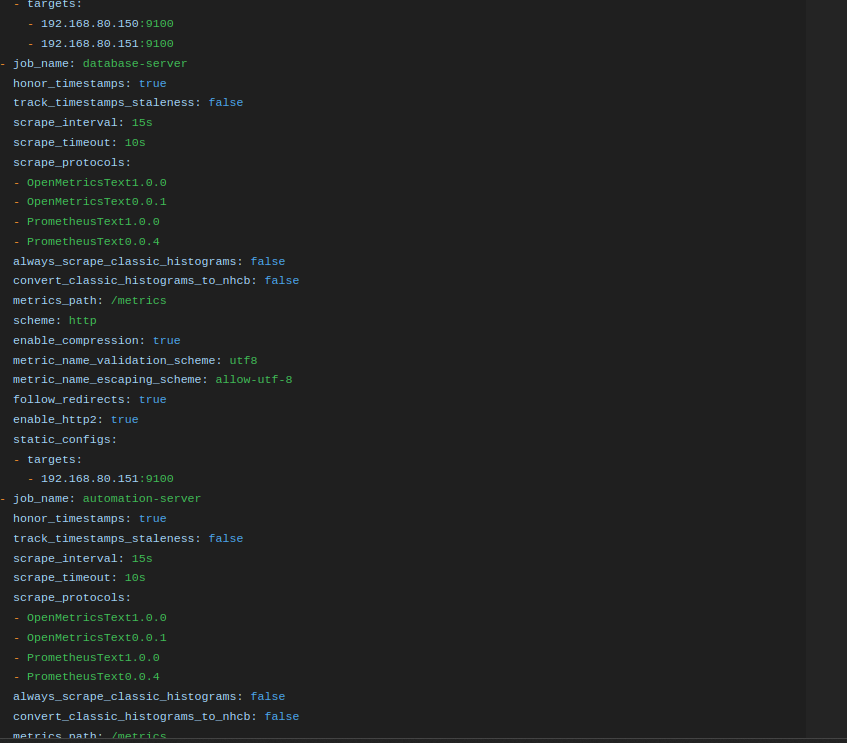 - targets:
- 192.168.80.150:9100
- 192.168.80.151:9100
- job_name: database-server
honor_timestamps: true
track_timestamps_staleness: false
scrape_interval: 15s
scrape_timeout: 10s
scrape_protocols:
- OpenMetricsText1.0.0
- OpenMetricsText0.0.1
- PrometheusText1.0.0
- PrometheusText0.0.4
always_scrape_classic_histograms: false
convert_classic_histograms_to_nhcb: false
metrics_path: /metrics
scheme: http
enable_compression: true
metric_name_validation_scheme: utf8
metric_name_escaping_scheme: allow-utf-8
follow_redirects: true
enable_http2: true
static_configs:
- targets:
- 192.168.80.151:9100
- job_name: automation-server
honor_timestamps: true
track_timestamps_staleness: false
scrape_interval: 15s
scrape_timeout: 10s
scrape_protocols:
- OpenMetricsText1.0.0
- OpenMetricsText0.0.1
- PrometheusText1.0.0
- PrometheusText0.0.4
always_scrape_classic_histograms: false
convert_classic_histograms_to_nhcb: false
metrics_path: /metrics